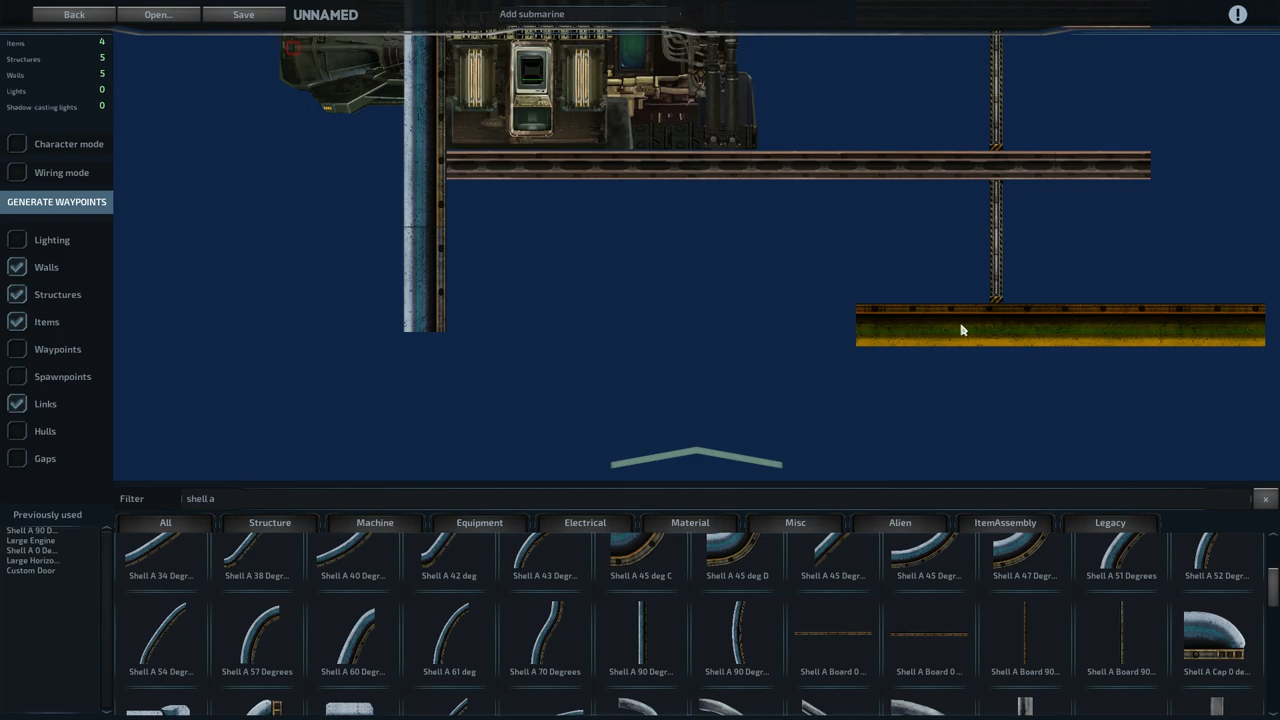 Back
Open...
Save
UNNAMED
Add submarine
Items 4
Structures 5
Walls 5
Lights 0
Shadow-casting lights 0
Character mode
Wiring mode
GENERATE WAYPOINTS
Lighting
Walls
Structures
Items
Waypoints
Spawnpoints
Links
Hulls
Gaps
Previously used
Shell A 90 D...
Large Engine
Shell A 0 De...
Large Horizo...
Custom Door
Filter
shell a
All
Structure
Machine
Equipment
Electrical
Material
Misc
Alien
ItemAssembly
Legacy
Shell A 34 Degr...
Shell A 38 Degr...
Shell A 40 Degr...
Shell A 42 deg
Shell A 43 Degr...
Shell A 45 deg C
Shell A 45 deg D
Shell A 45 Degr...
Shell A 45 Degr...
Shell A 47 Degr...
Shell A 51 Degrees
Shell A 52 Degr...
Shell A 54 Degr...
Shell A 57 Degrees
Shell A 60 Degr...
Shell A 61 deg
Shell A 70 Degrees
Shell A 90 Degr...
Shell A 90 Degr...
Shell A Board 0 ...
Shell A Board 0 ...
Shell A Board 90...
Shell A Board 90...
Shell A Cap 0 de...